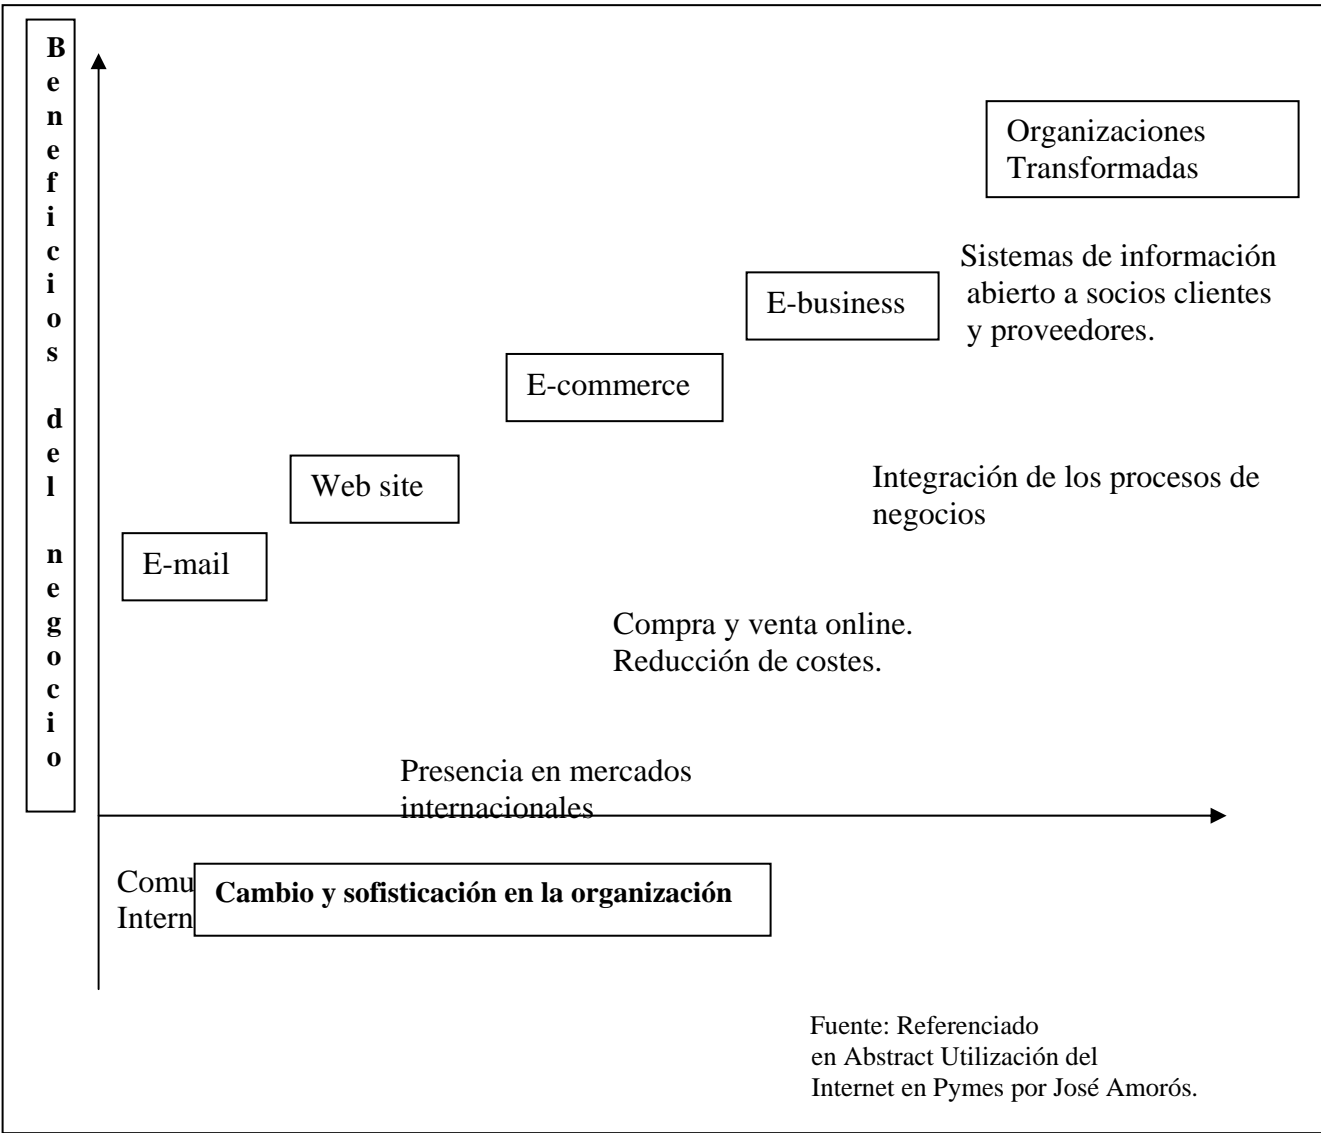 Beneficios del negocio
Organizaciones
Transformadas
Sistemas de información
abierto a socios clientes
y proveedores.
E-business
E-commerce
Web site
Integración de los procesos de
negocios
E-mail
Compra y venta online.
Reducción de costes.
Presencia en mercados
internacionales
Comu
Intern
Cambio y sofisticación en la organización
Fuente: Referenciado
en Abstract Utilización del
Internet en Pymes por José Amorós.